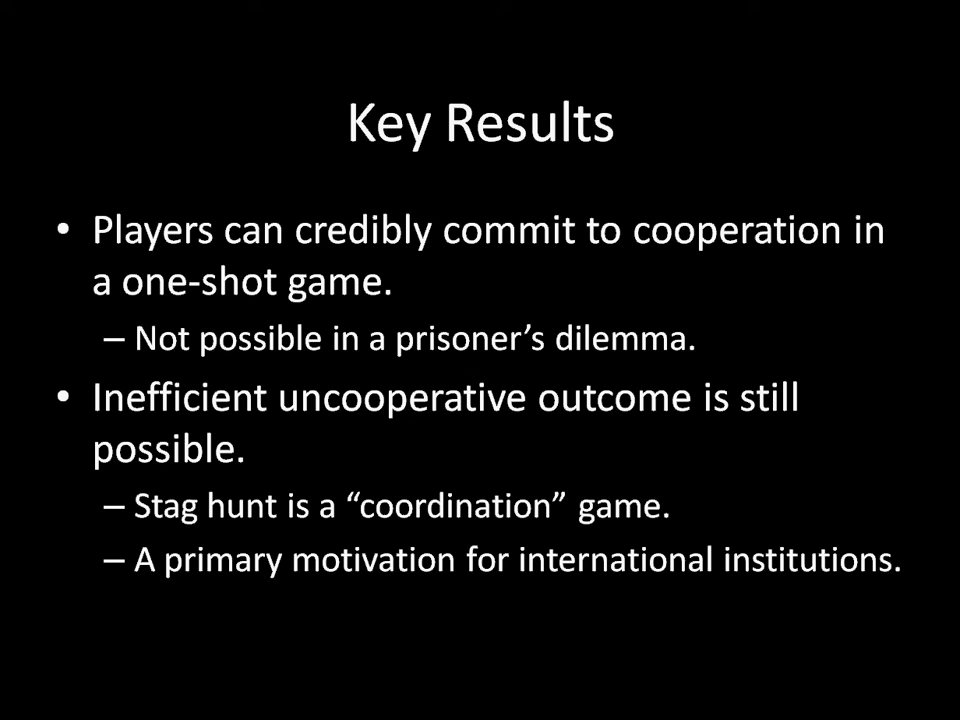 Key Results
• Players can credibly commit to cooperation in
a one-shot game.
– Not possible in a prisoner’s dilemma.
• Inefficient uncooperative outcome is still
possible.
– Stag hunt is a “coordination” game.
– A primary motivation for international institutions.